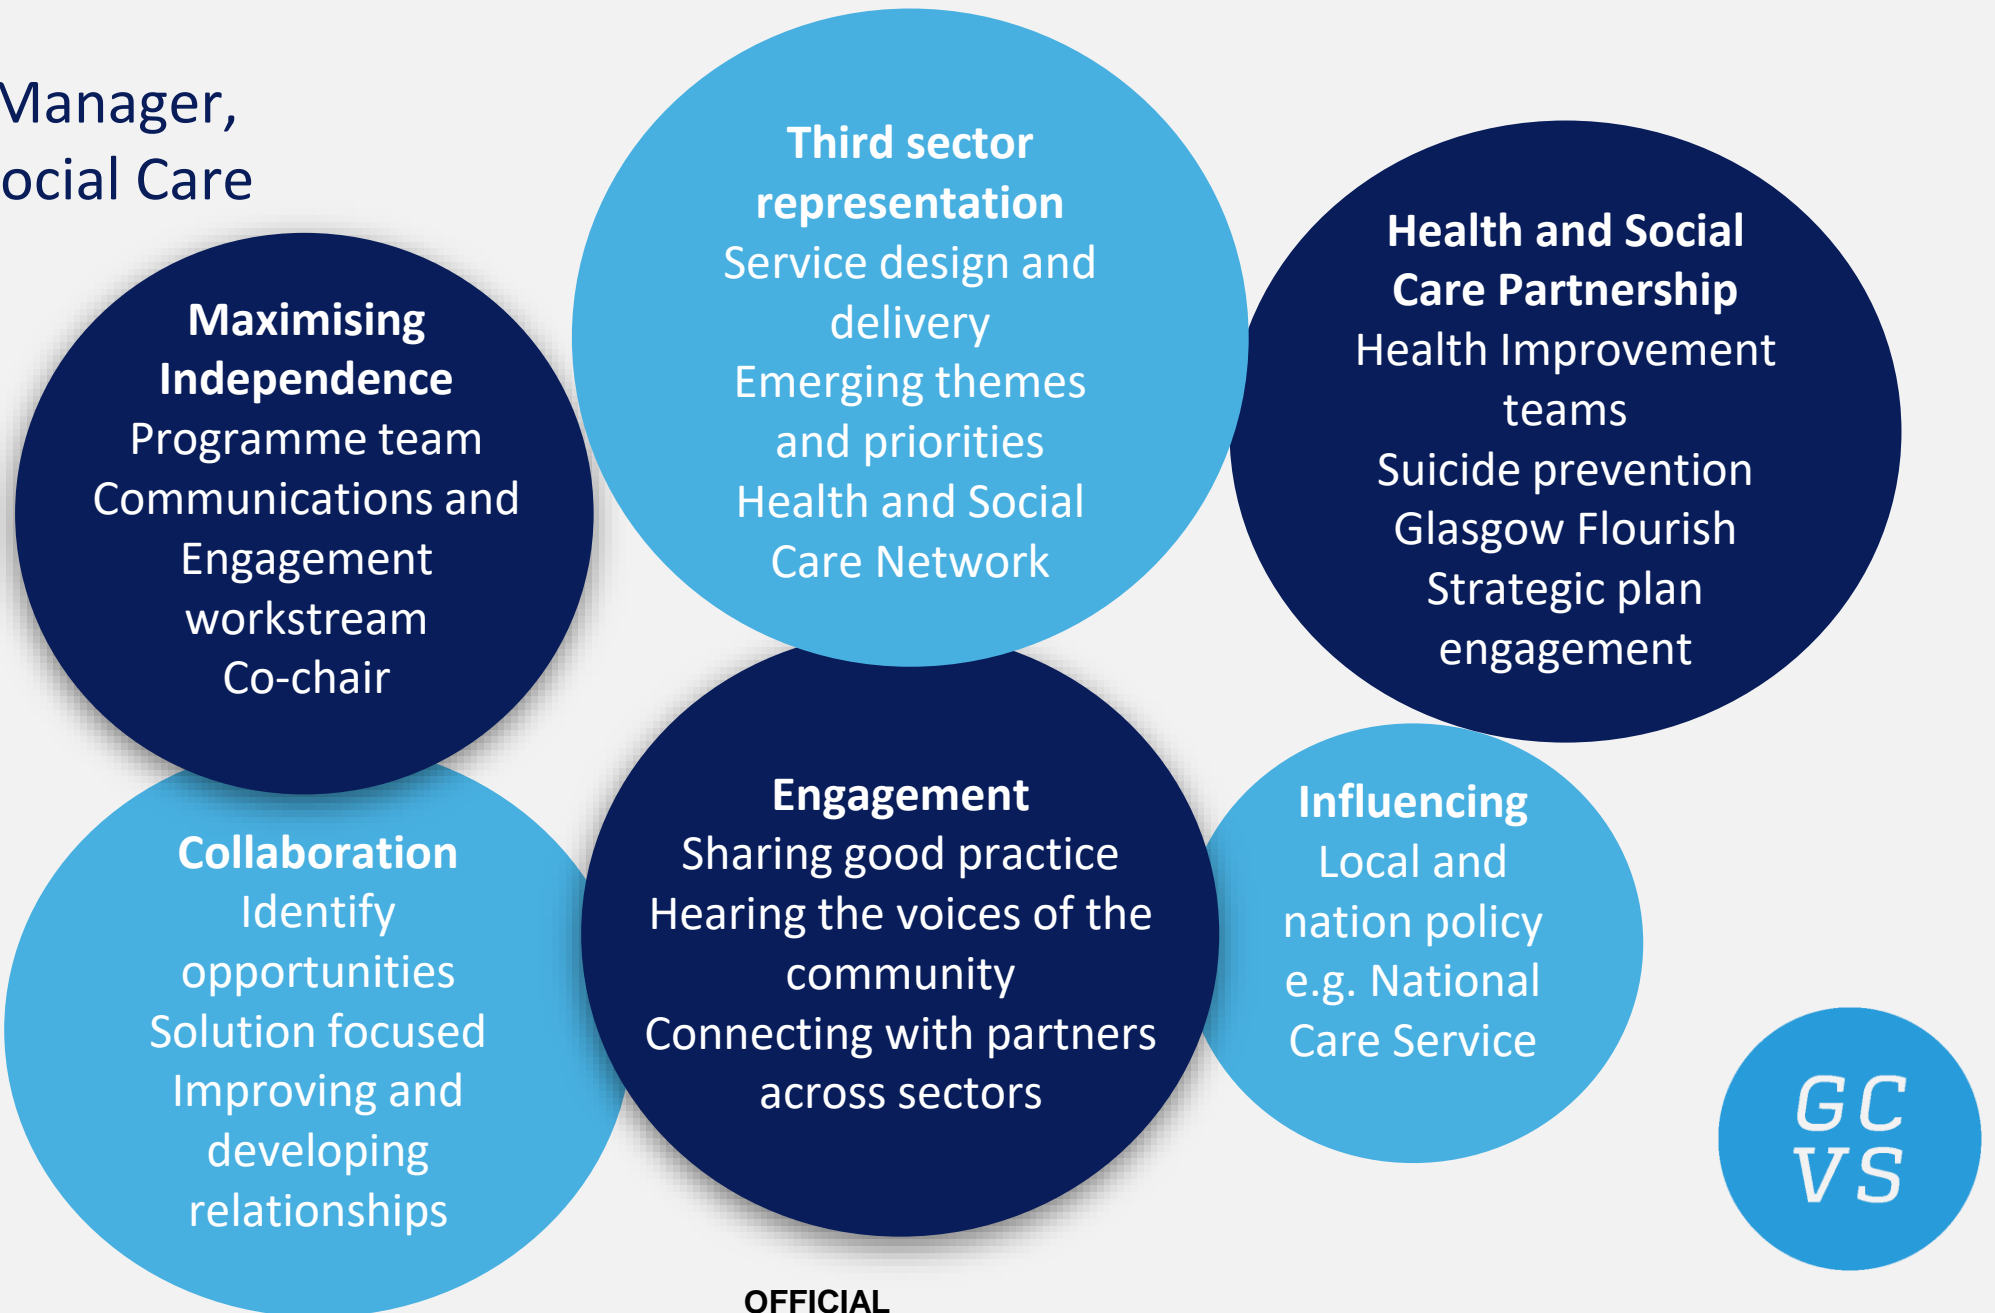 Manager,
ocial Care
Maximising
Independence
Programme team
Communications and
Engagement
workstream
Co-chair
Third sector
representation
Service design and
delivery
Emerging themes
and priorities
Health and Social
Care Network
Health and Social
Care Partnership
Health Improvement
teams
Suicide prevention
Glasgow Flourish
Strategic plan
engagement
Collaboration
Identify
opportunities
Solution focused
Improving and
developing
relationships
Engagement
Sharing good practice
Hearing the voices of the
community
Connecting with partners
across sectors
Influencing
Local and
nation policy
e.g. National
Care Service
GC
VS
OFFICIAL